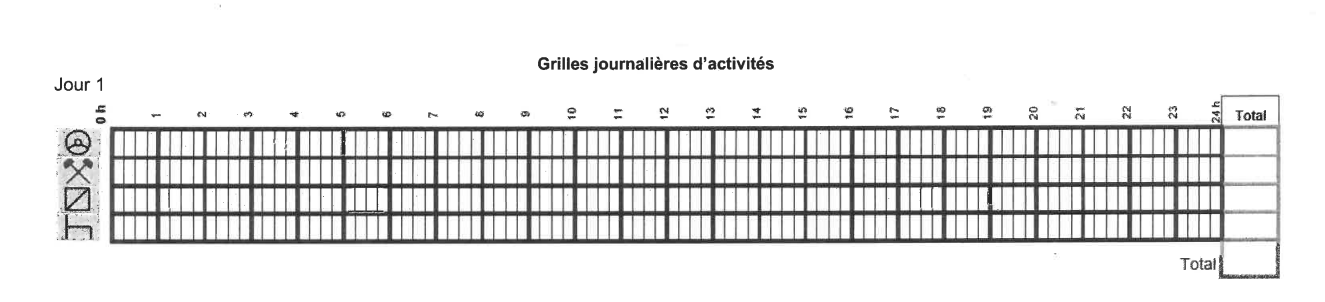 Grilles journalières d'activités
Jour 1
0 h 1 2 3 4 5 6 7 8 9 10 11 12 13 14 15 16 17 18 19 20 21 22 23 24 h Total
Total